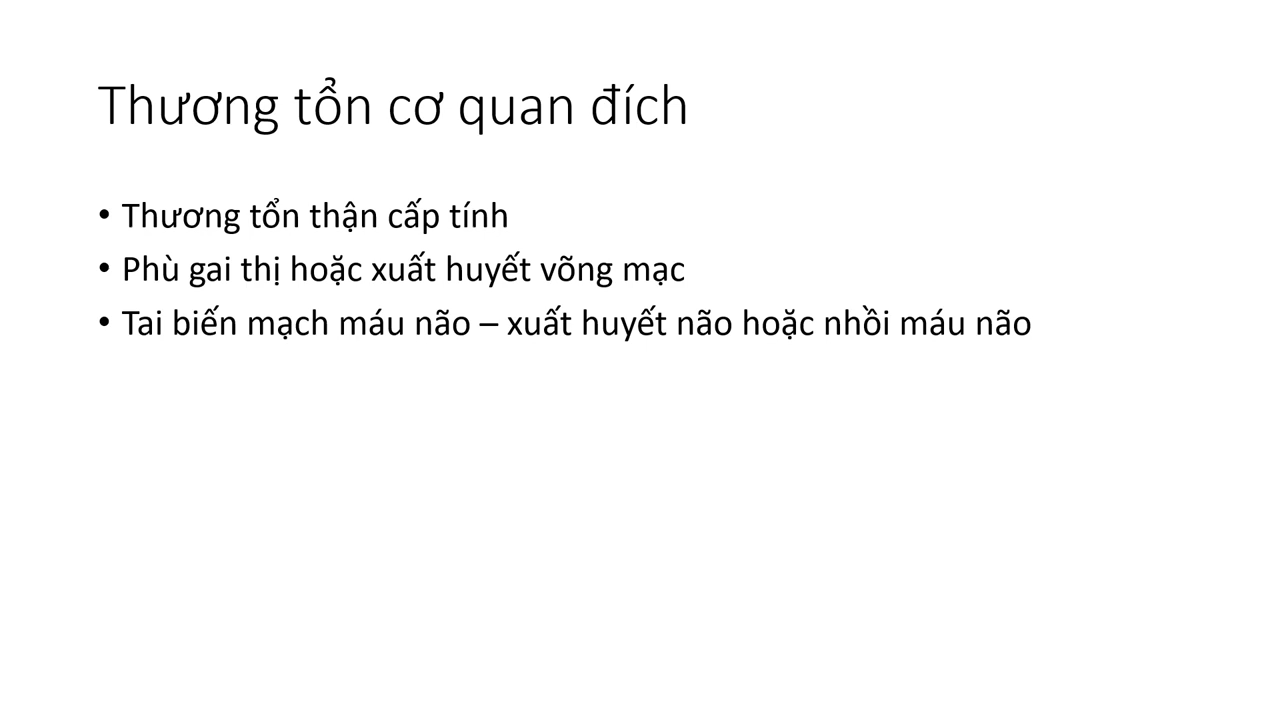 Thương tổn cơ quan đích
• Thương tổn thận cấp tính
• Phù gai thị hoặc xuất huyết võng mạc
• Tai biến mạch máu não – xuất huyết não hoặc nhồi máu não